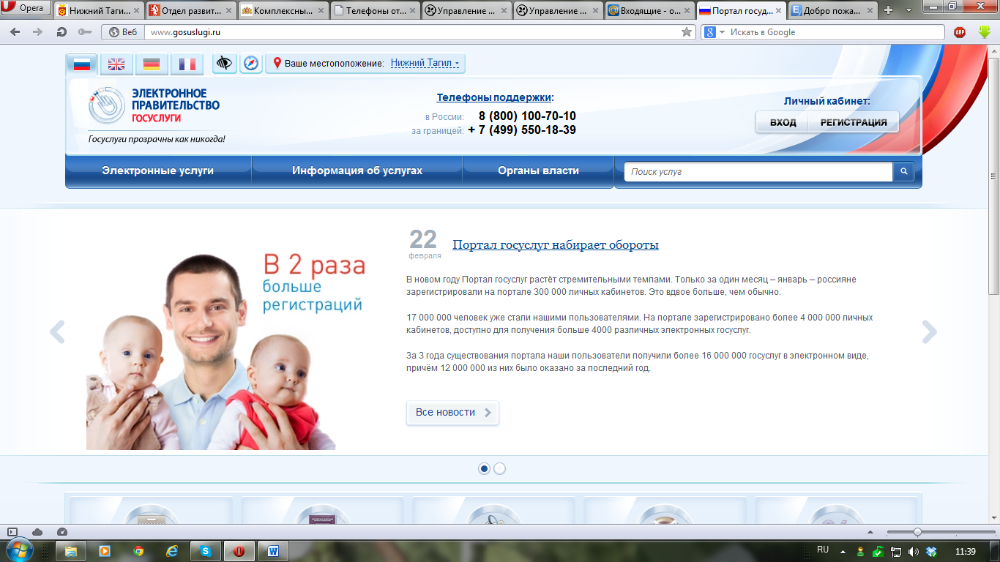 Opera
Нижний Таги...
Отдел развит...
Комплексны...
Телефоны от...
Управление ...
Управление ...
Входящие - о...
Портал госуд...
Добро пожа...
Веб
www.gosuslugi.ru
Искать в Google
ABP
Ваше местоположение: Нижний Тагил
ЭЛЕКТРОННОЕ
ПРАВИТЕЛЬСТВО
ГОСУСЛУГИ
Госуслуги прозрачны как никогда!
Телефоны поддержки:
в России: 8 (800) 100-70-10
за границей: + 7 (499) 550-18-39
Личный кабинет:
ВХОД
РЕГИСТРАЦИЯ
Электронные услуги
Информация об услугах
Органы власти
Поиск услуг
В 2 раза
больше
регистраций
22
февраля
Портал госуслуг набирает обороты
В новом году Портал госуслуг растёт стремительными темпами. Только за один месяц – январь – россияне
зарегистрировали на портале 300 000 личных кабинетов. Это вдвое больше, чем обычно.
17 000 000 человек уже стали нашими пользователями. На портале зарегистрировано более 4 000 000 личных
кабинетов, доступно для получения больше 4000 различных электронных госуслуг.
За 3 года существования портала наши пользователи получили более 16 000 000 госуслуг в электронном виде,
причём 12 000 000 из них было оказано за последний год.
Все новости
RU
11:39